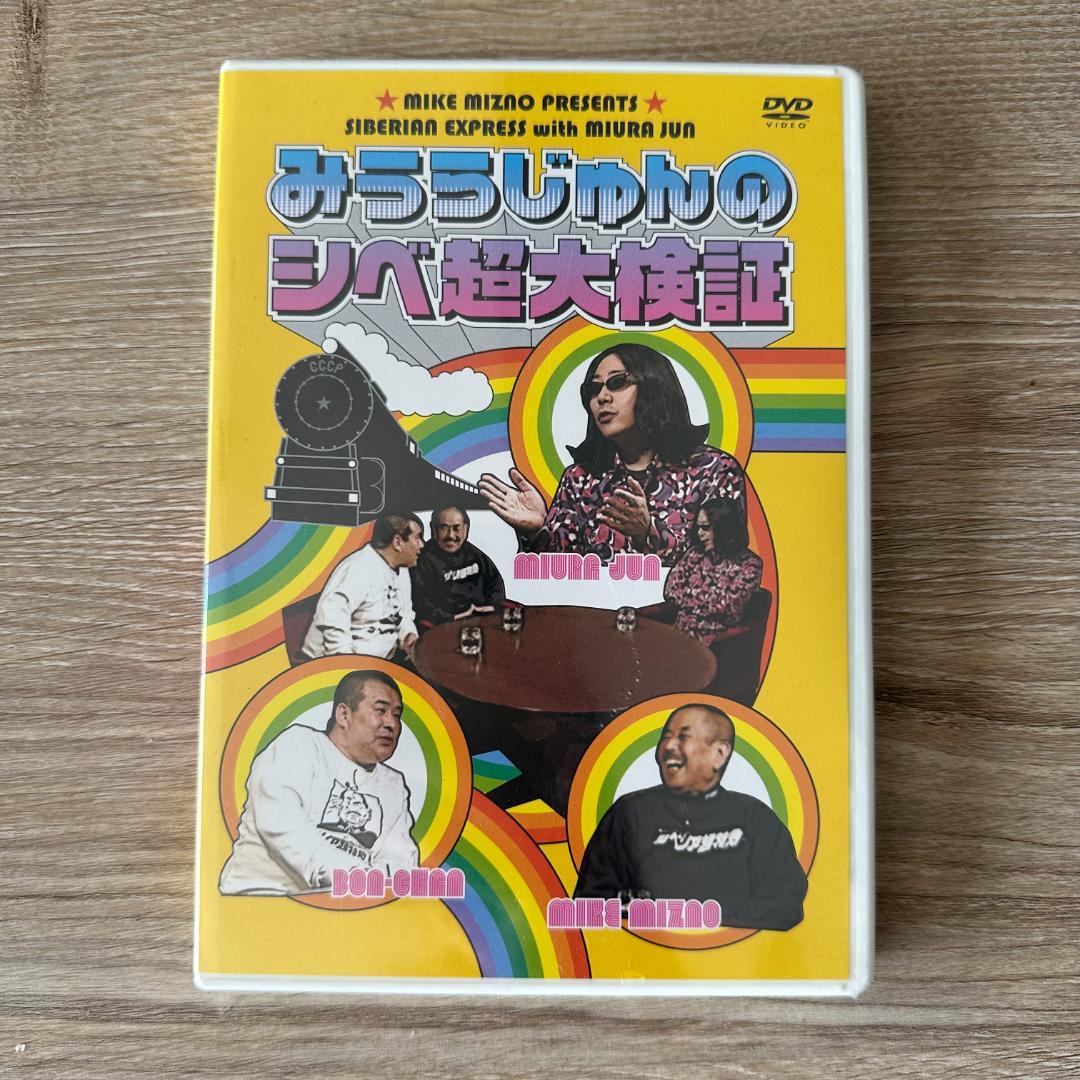 ★ MIKE MIZNO PRESENTS ★
SIBERIAN EXPRESS with MIURA JUN
DVD
VIDEO
みうらじゅんの
シベ超大検証
CCCP
MIURA JUN
BON-CHAN
MIKE MIZNO